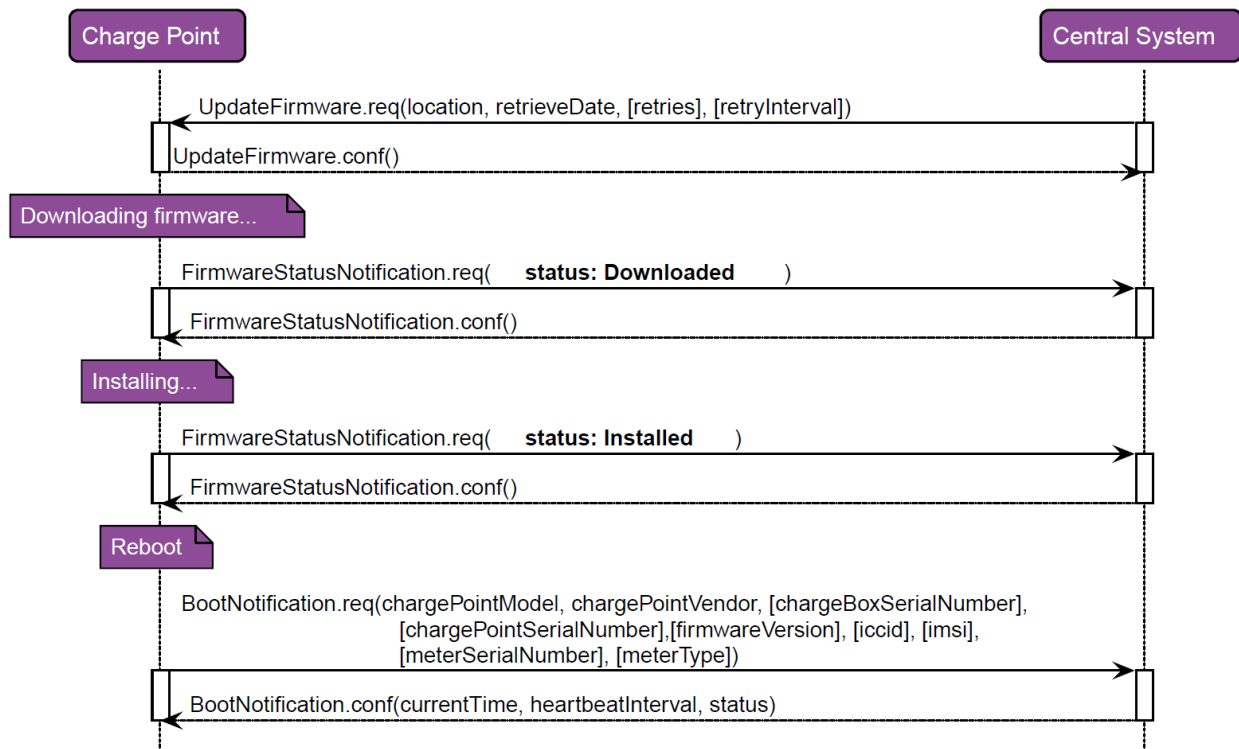 Charge Point
Central System
UpdateFirmware.req(location, retrieveDate, [retries], [retryInterval])
UpdateFirmware.conf()
Downloading firmware...
FirmwareStatusNotification.req( status: Downloaded )
FirmwareStatusNotification.conf()
Installing...
FirmwareStatusNotification.req( status: Installed )
FirmwareStatusNotification.conf()
Reboot
BootNotification.req(chargePointModel, chargePointVendor, [chargeBoxSerialNumber],
[chargePointSerialNumber],[firmwareVersion], [iccid], [imsi],
[meterSerialNumber], [meterType])
BootNotification.conf(currentTime, heartbeatInterval, status)